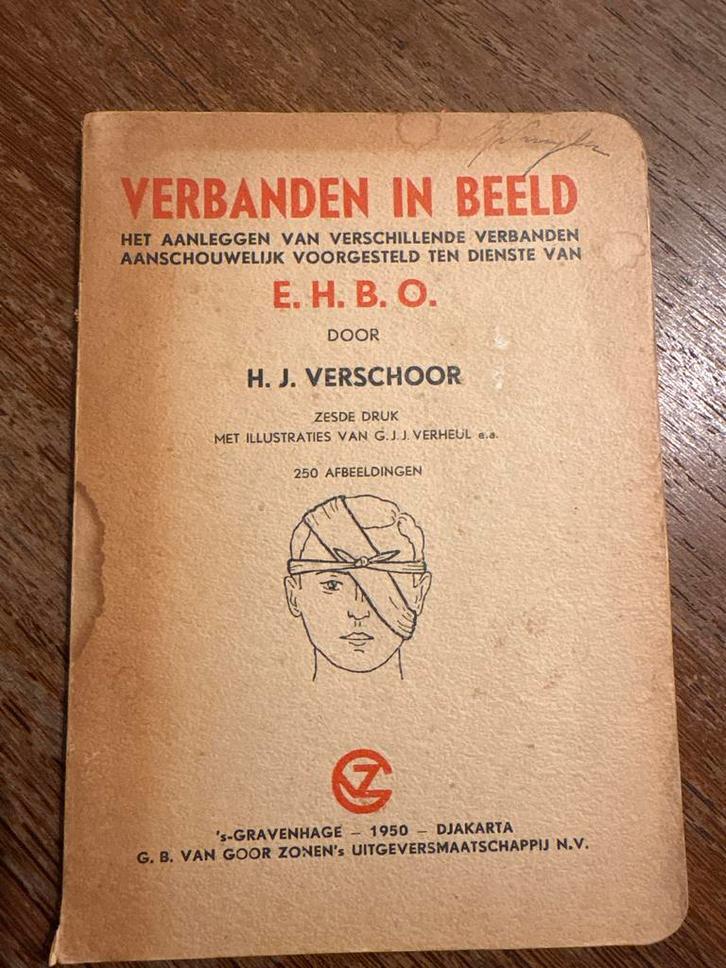 VERBANDEN IN BEELD
HET AANLEGGEN VAN VERSCHILLENDE VERBANDEN
AANSCHOUWELIJK VOORGESTELD TEN DIENSTE VAN
E. H. B. O.
DOOR
H. J. VERSCHOOR
ZESDE DRUK
MET ILLUSTRATIES VAN G. J. J. VERHEUL e.a.
250 AFBEELDINGEN
's-GRAVENHAGE – 1950 – DJAKARTA
G. B. VAN GOOR ZONEN's UITGEVERSMAATSCHAPPIJ N.V.